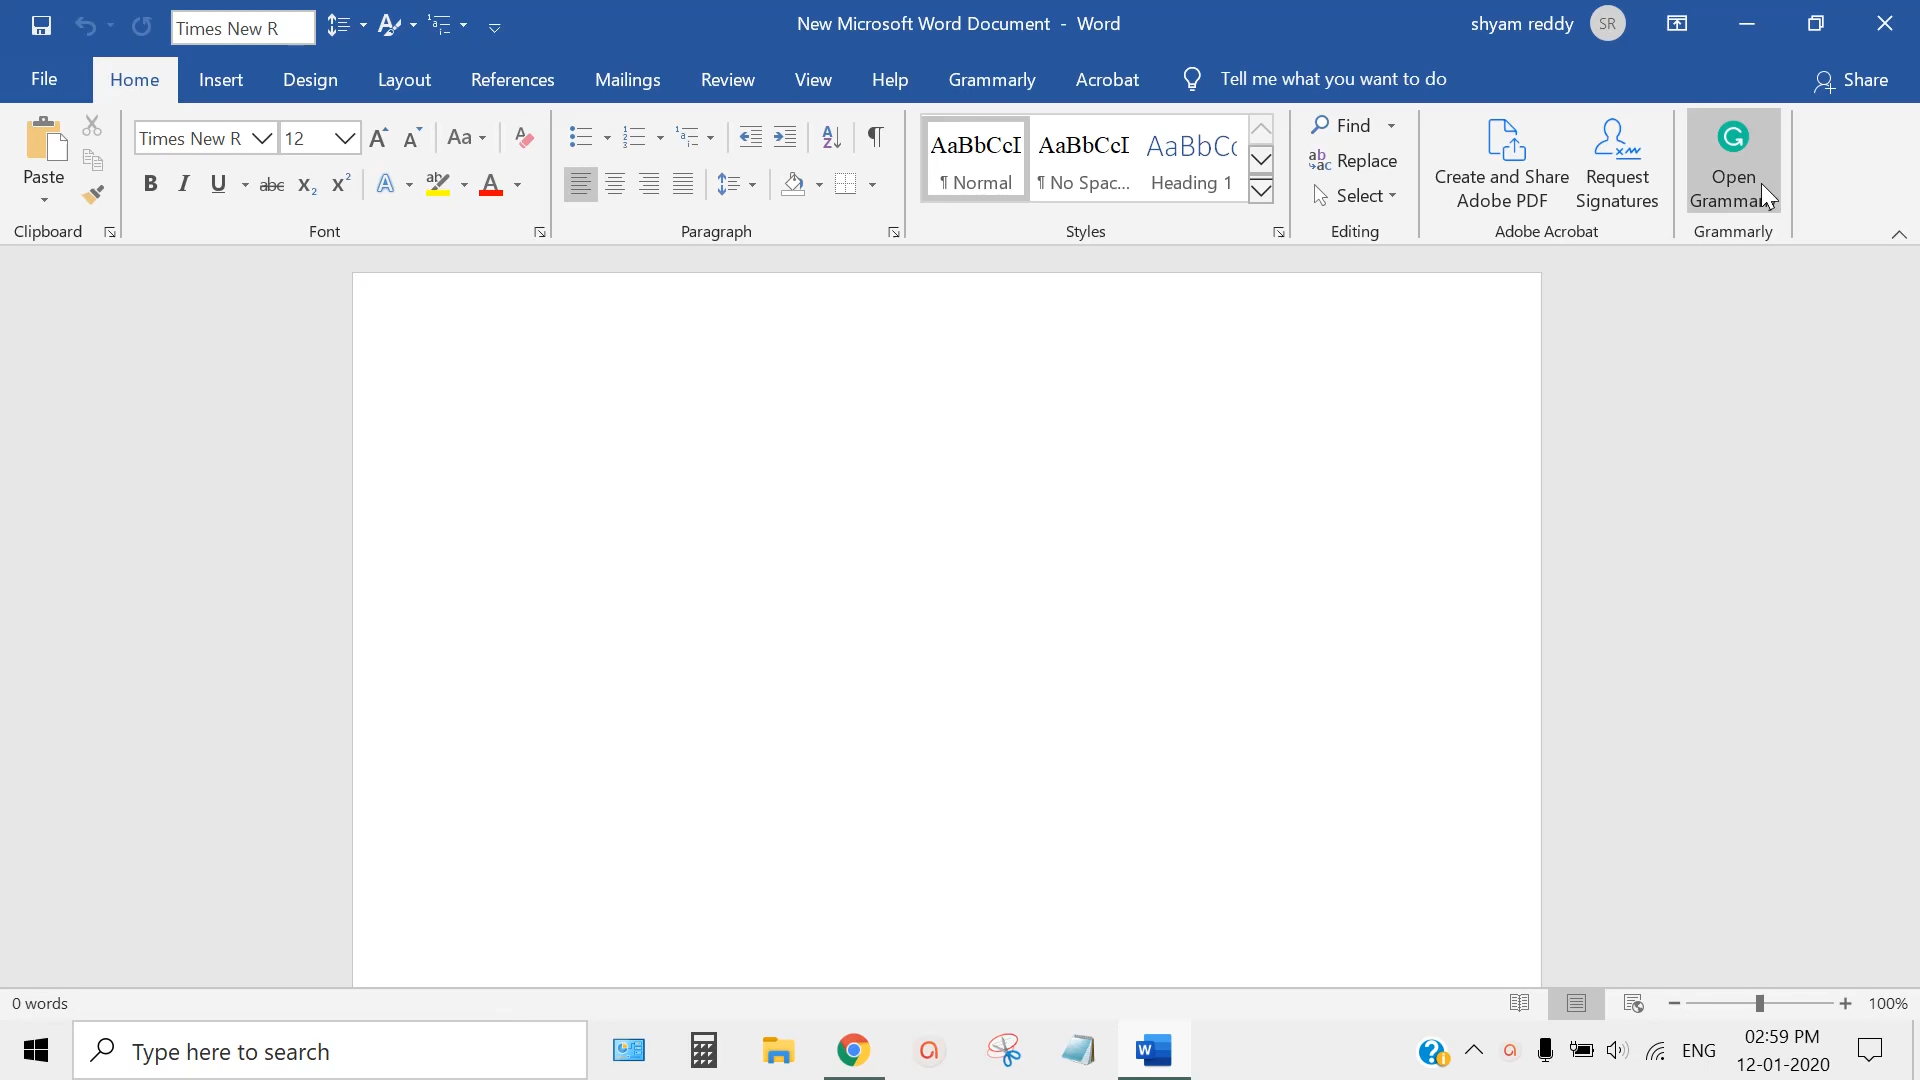 Times New R
New Microsoft Word Document - Word
shyam reddy SR
File Home Insert Design Layout References Mailings Review View Help Grammarly Acrobat Tell me what you want to do Share
Paste
Clipboard
Times New R 12 Aa
B I U abc x₂ x² A ab A
Font
A Z ¶
Paragraph
AaBbCcI AaBbCcI AaBbCc
¶ Normal ¶ No Spac... Heading 1
Styles
Find
Replace
Select
Editing
Create and Share
Adobe PDF
Request
Signatures
Adobe Acrobat
Open
Grammarly
Grammarly
0 words
100%
Type here to search
W
ENG
02:59 PM
12-01-2020